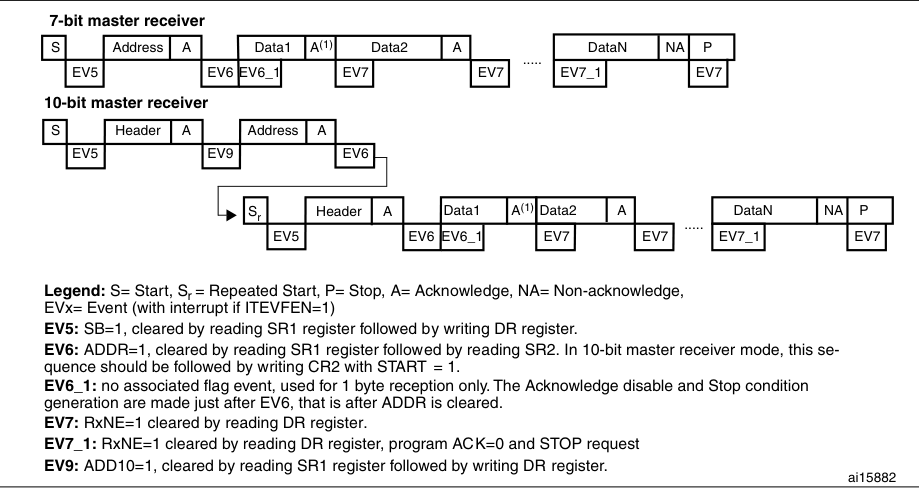 7-bit master receiver
S Address A Data1 A(1) Data2 A ..... DataN NA P
EV5 EV6 EV6_1 EV7 EV7 EV7_1 EV7
10-bit master receiver
S Header A Address A
EV5 EV9 EV6
Sr Header A Data1 A(1) Data2 A ..... DataN NA P
EV5 EV6 EV6_1 EV7 EV7 EV7_1 EV7
Legend: S= Start, Sr = Repeated Start, P= Stop, A= Acknowledge, NA= Non-acknowledge,
EVx= Event (with interrupt if ITEVFEN=1)
EV5: SB=1, cleared by reading SR1 register followed by writing DR register.
EV6: ADDR=1, cleared by reading SR1 register followed by reading SR2. In 10-bit master receiver mode, this se-
quence should be followed by writing CR2 with START = 1.
EV6_1: no associated flag event, used for 1 byte reception only. The Acknowledge disable and Stop condition
generation are made just after EV6, that is after ADDR is cleared.
EV7: RxNE=1 cleared by reading DR register.
EV7_1: RxNE=1 cleared by reading DR register, program ACK=0 and STOP request
EV9: ADD10=1, cleared by reading SR1 register followed by writing DR register.
ai15882